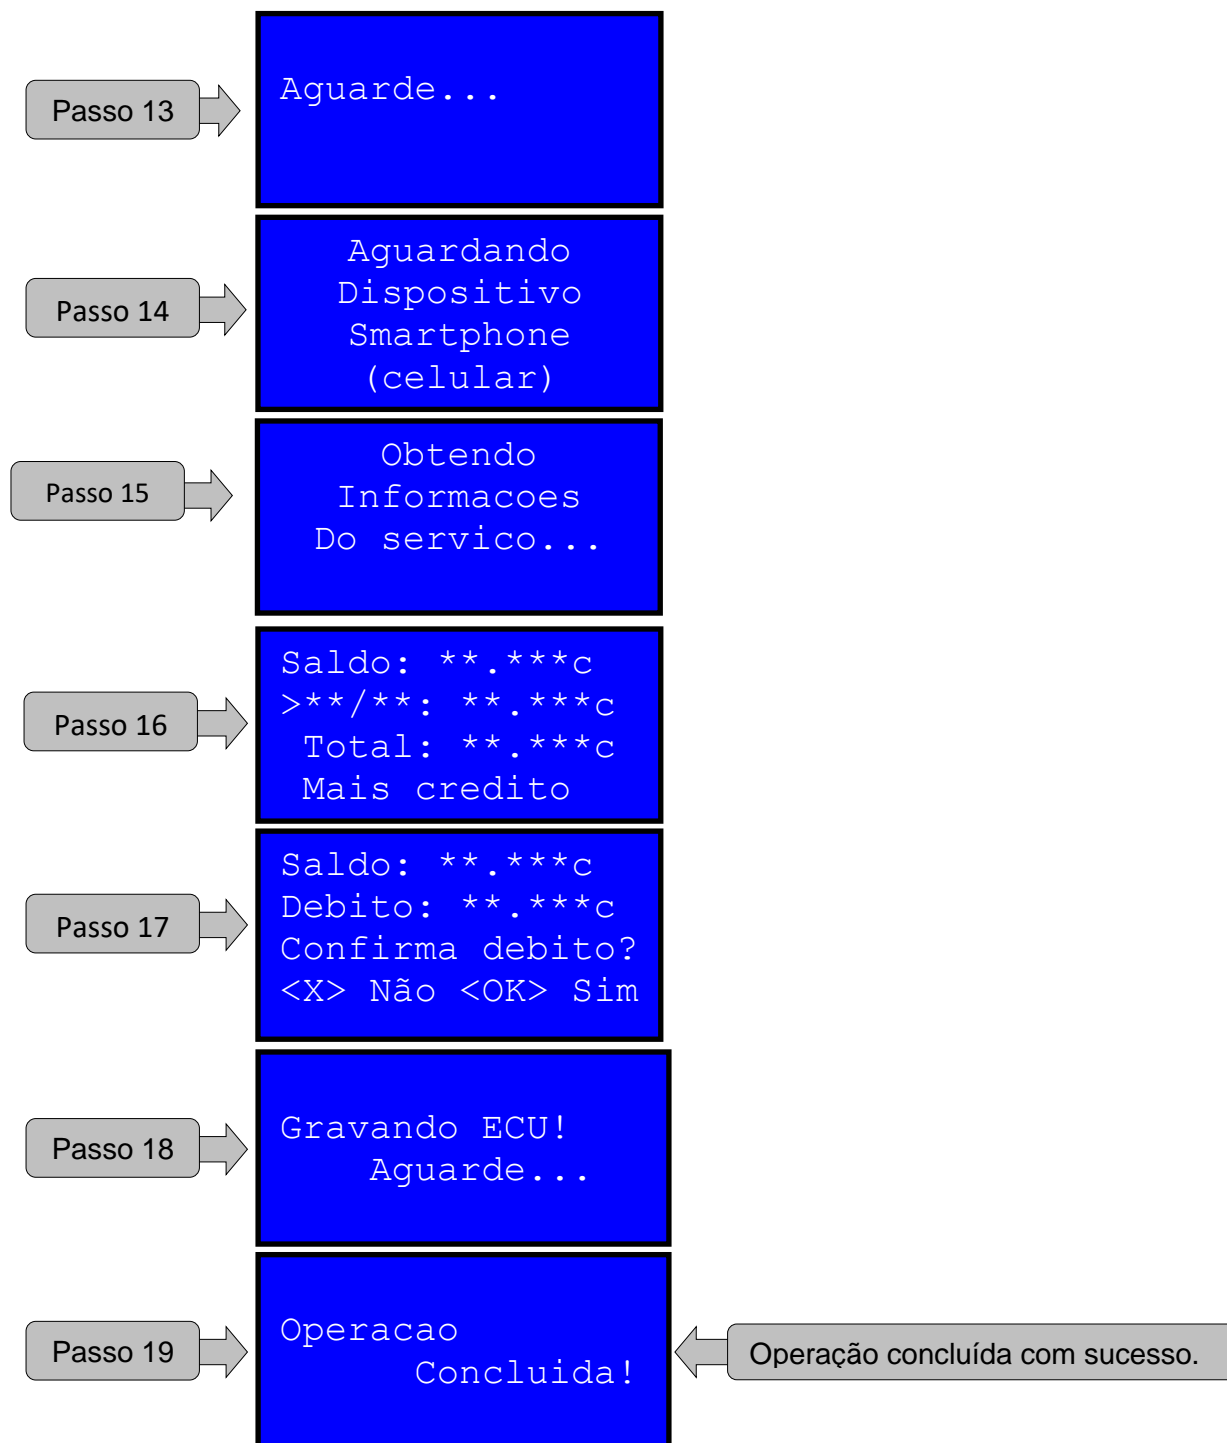 Passo 13
Aguarde...
Passo 14
Aguardando
Dispositivo
Smartphone
(celular)
Passo 15
Obtendo
Informacoes
Do servico...
Passo 16
Saldo: **.***c
>**/**: **.***c
Total: **.***c
Mais credito
Passo 17
Saldo: **.***c
Debito: **.***c
Confirma debito?
<X> Não <OK> Sim
Passo 18
Gravando ECU!
Aguarde...
Passo 19
Operacao
Concluida!
Operação concluída com sucesso.